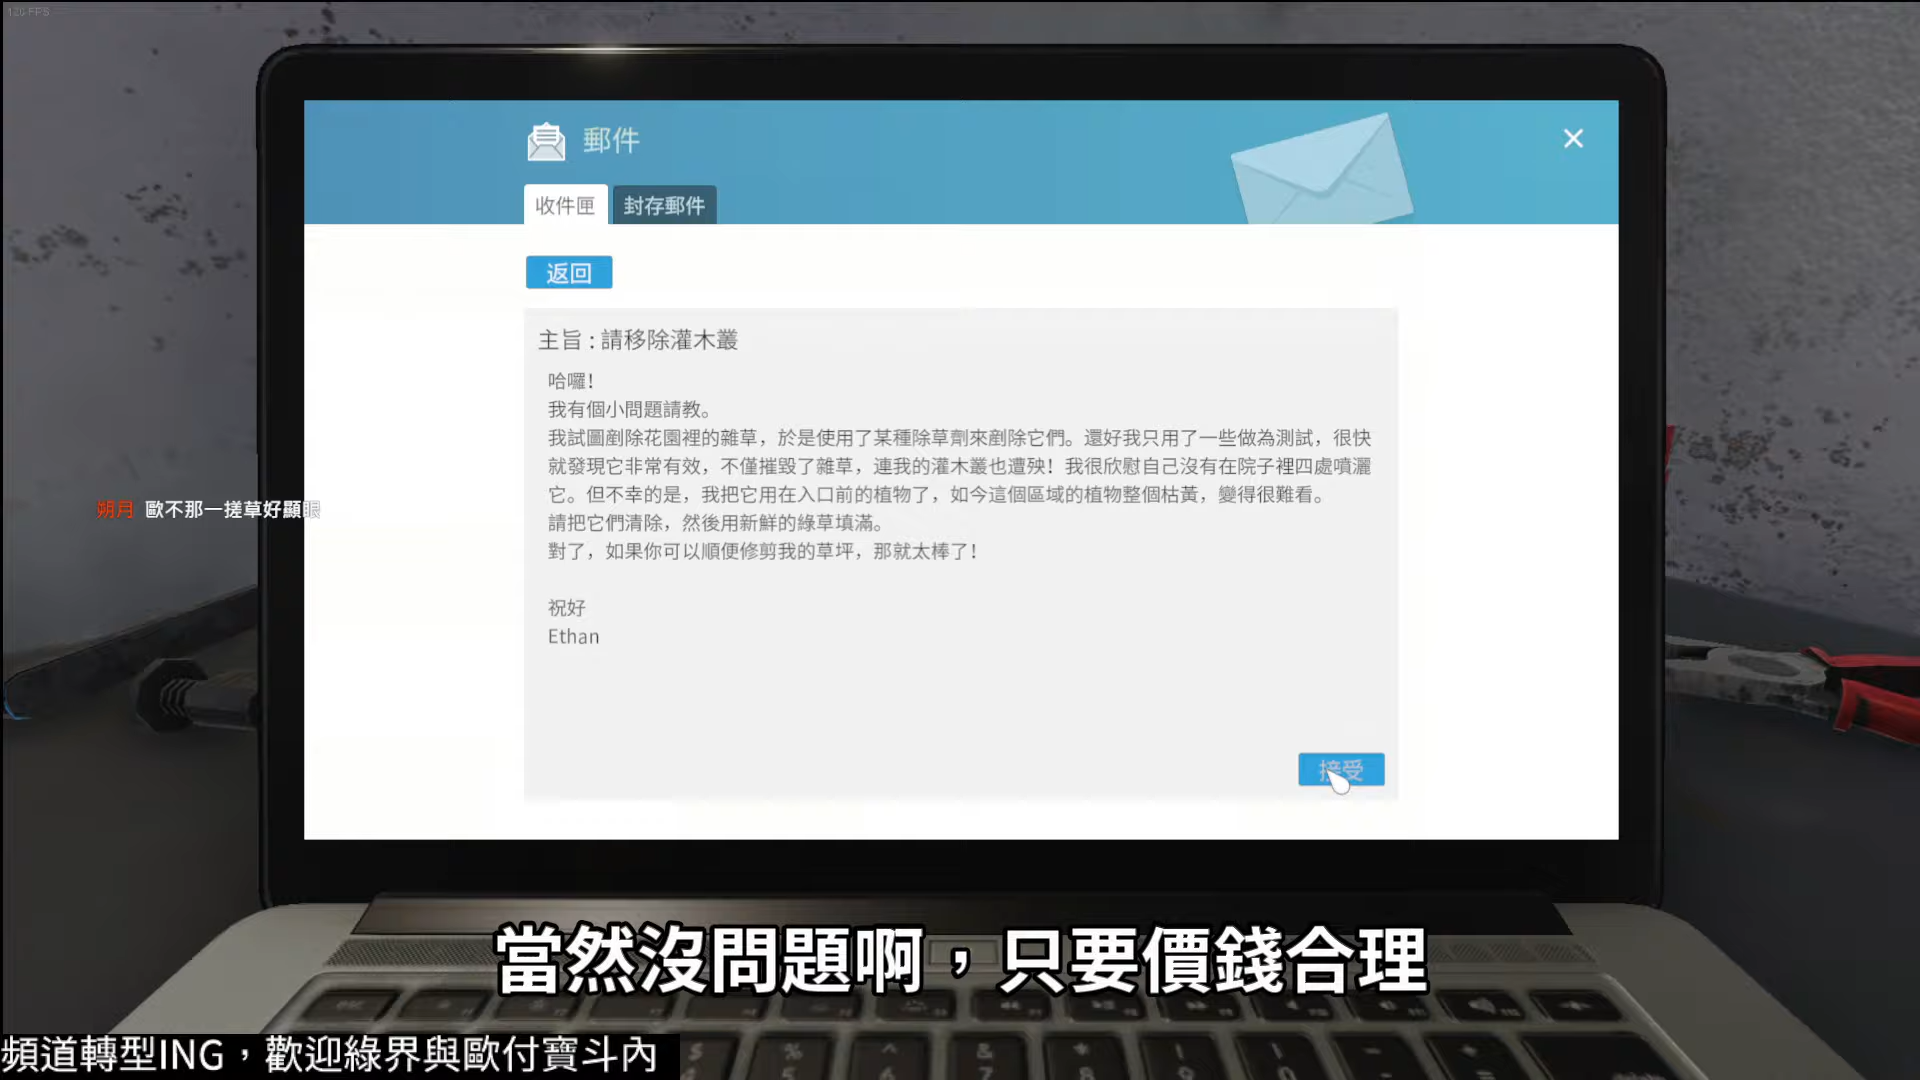 120 FPS
郵件
收件匣
封存郵件
返回
主旨 : 請移除灌木叢
哈囉！
我有個小問題請教。
我試圖剷除花園裡的雜草，於是使用了某種除草劑來剷除它們。還好我只用了一些做為測試，很快
就發現它非常有效，不僅摧毀了雜草，連我的灌木叢也遭殃！我很欣慰自己沒有在院子裡四處噴灑
它。但不幸的是，我把它用在入口前的植物了，如今這個區域的植物整個枯黃，變得很難看。
請把它們清除，然後用新鮮的綠草填滿。
對了，如果你可以順便修剪我的草坪，那就太棒了！
祝好
Ethan
接受
朔月 歐不那一搓草好顯眼
當然沒問題啊，只要價錢合理
頻道轉型ING，歡迎綠界與歐付寶斗內